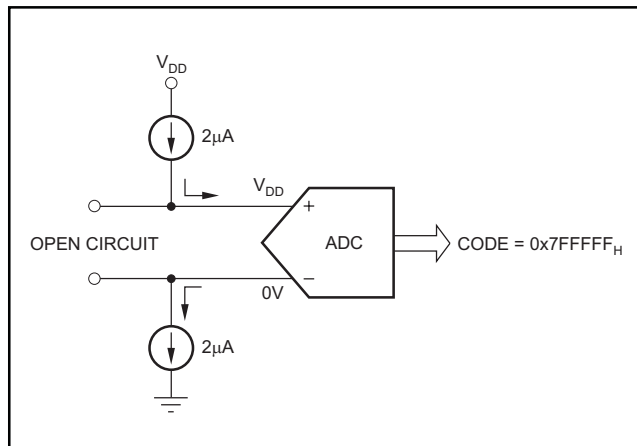 V_DD
2μA
V_DD
+
OPEN CIRCUIT
ADC
CODE = 0x7FFFFF_H
−
0V
2μA